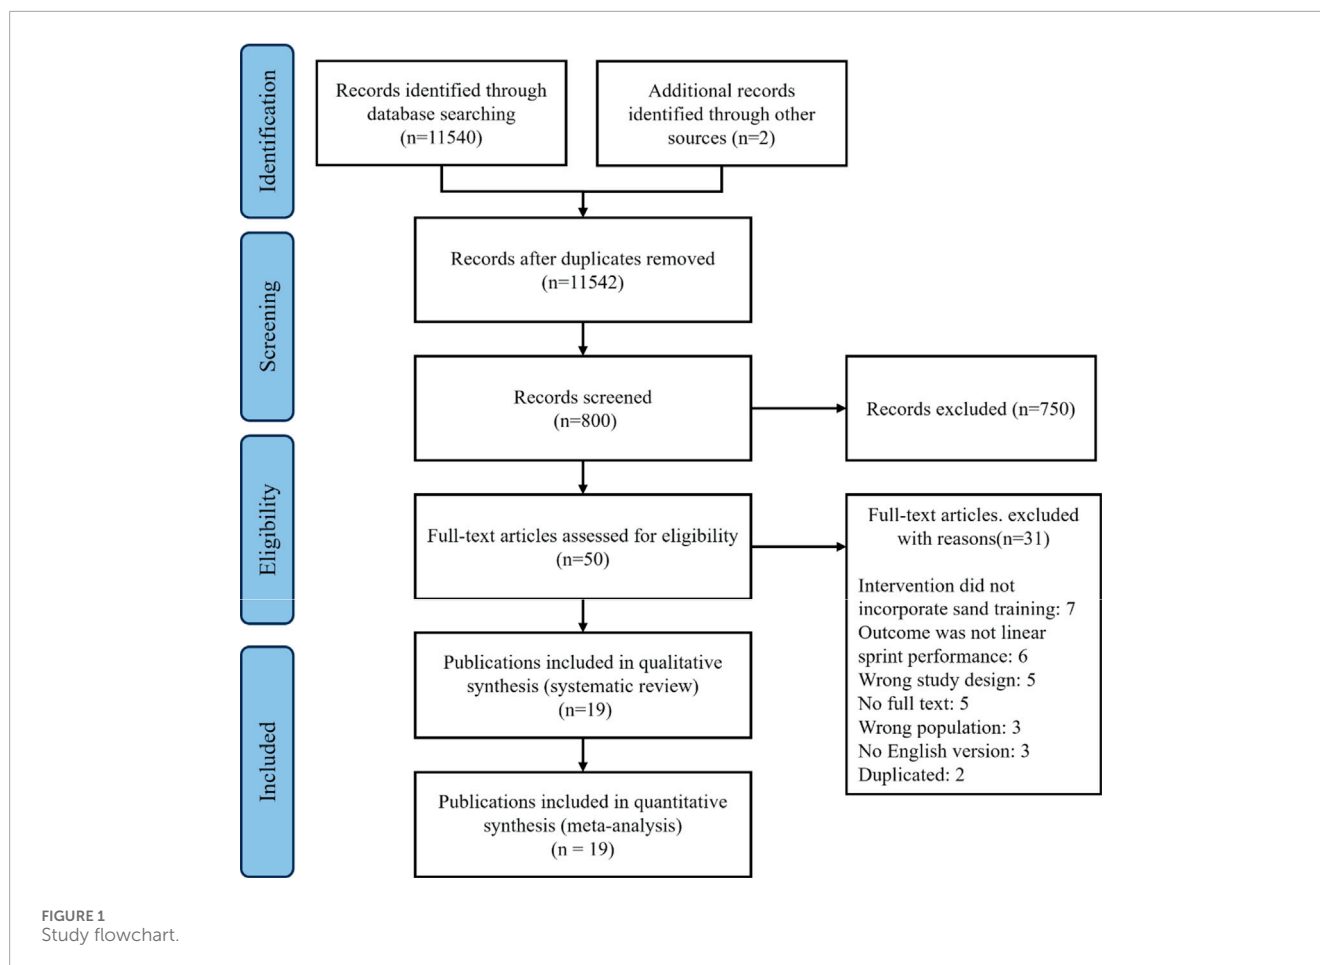 Identification
Records identified through
database searching
(n=11540)
Additional records
identified through other
sources (n=2)
Screening
Records after duplicates removed
(n=11542)
Records screened
(n=800)
Records excluded (n=750)
Eligibility
Full-text articles assessed for eligibility
(n=50)
Full-text articles. excluded
with reasons(n=31)
Intervention did not
incorporate sand training: 7
Outcome was not linear
sprint performance: 6
Wrong study design: 5
No full text: 5
Wrong population: 3
No English version: 3
Duplicated: 2
Included
Publications included in qualitative
synthesis (systematic review)
(n=19)
Publications included in quantitative
synthesis (meta-analysis)
(n = 19)
FIGURE 1
Study flowchart.